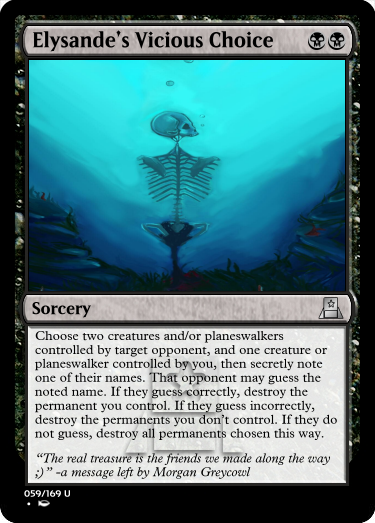 Elysande's Vicious Choice
Sorcery
Choose two creatures and/or planeswalkers
controlled by target opponent, and one creature or
planeswalker controlled by you, then secretly note
one of their names. That opponent may guess the
noted name. If they guess correctly, destroy the
permanent you control. If they guess incorrectly,
destroy the permanents you don't control. If they do
not guess, destroy all permanents chosen this way.
"The real treasure is the friends we made along the way
;)" -a message left by Morgan Greycowl
059/169 U